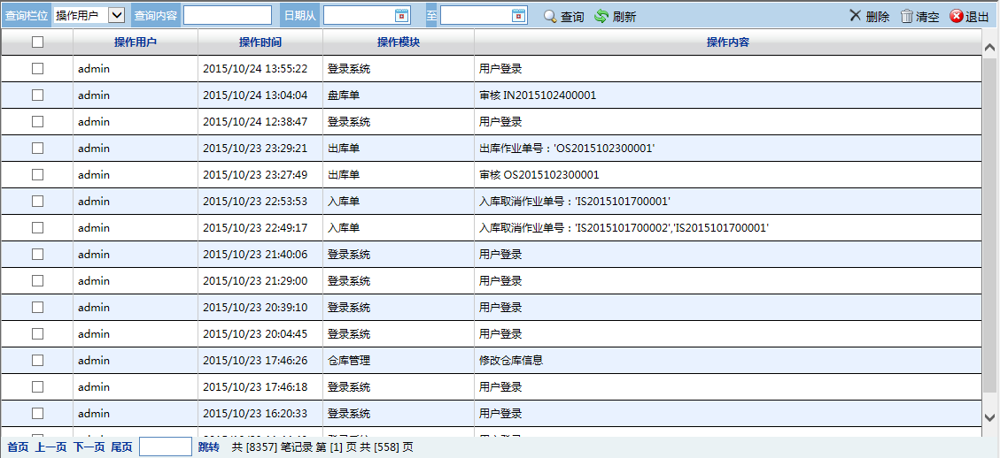 查询栏位 操作用户 查询内容 日期从 至 查询 刷新 删除 清空 退出
操作用户 操作时间 操作模块 操作内容
admin 2015/10/24 13:55:22 登录系统 用户登录
admin 2015/10/24 13:04:04 盘库单 审核 IN2015102400001
admin 2015/10/24 12:38:47 登录系统 用户登录
admin 2015/10/23 23:29:21 出库单 出库作业单号：'OS2015102300001'
admin 2015/10/23 23:27:49 出库单 审核 OS2015102300001
admin 2015/10/23 22:53:53 入库单 入库取消作业单号：'IS2015101700001'
admin 2015/10/23 22:49:17 入库单 入库取消作业单号：'IS2015101700002','IS2015101700001'
admin 2015/10/23 21:40:06 登录系统 用户登录
admin 2015/10/23 21:29:00 登录系统 用户登录
admin 2015/10/23 20:39:10 登录系统 用户登录
admin 2015/10/23 20:04:45 登录系统 用户登录
admin 2015/10/23 17:46:26 仓库管理 修改仓库信息
admin 2015/10/23 17:46:18 登录系统 用户登录
admin 2015/10/23 16:20:33 登录系统 用户登录
首页 上一页 下一页 尾页 跳转 共 [8357] 笔记录 第 [1] 页 共 [558] 页